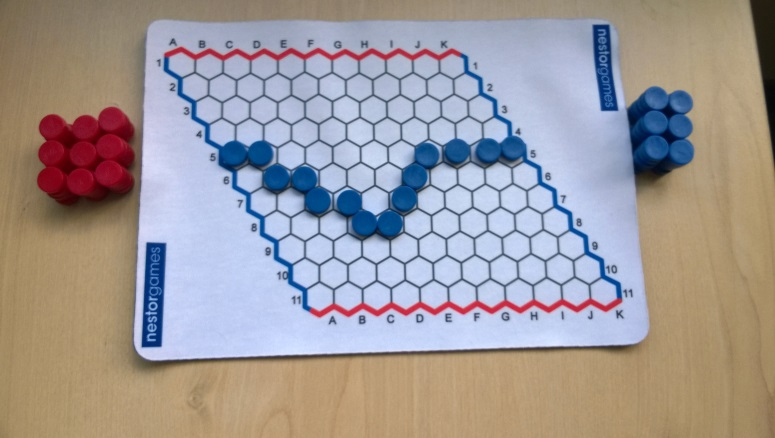 A B C D E F G H I J K
1 1
2 2
3 3
4 4
5 5
6 6
7 7
8 8
9 9
10 10
11 11
A B C D E F G H I J K
nestorgames
nestorgames